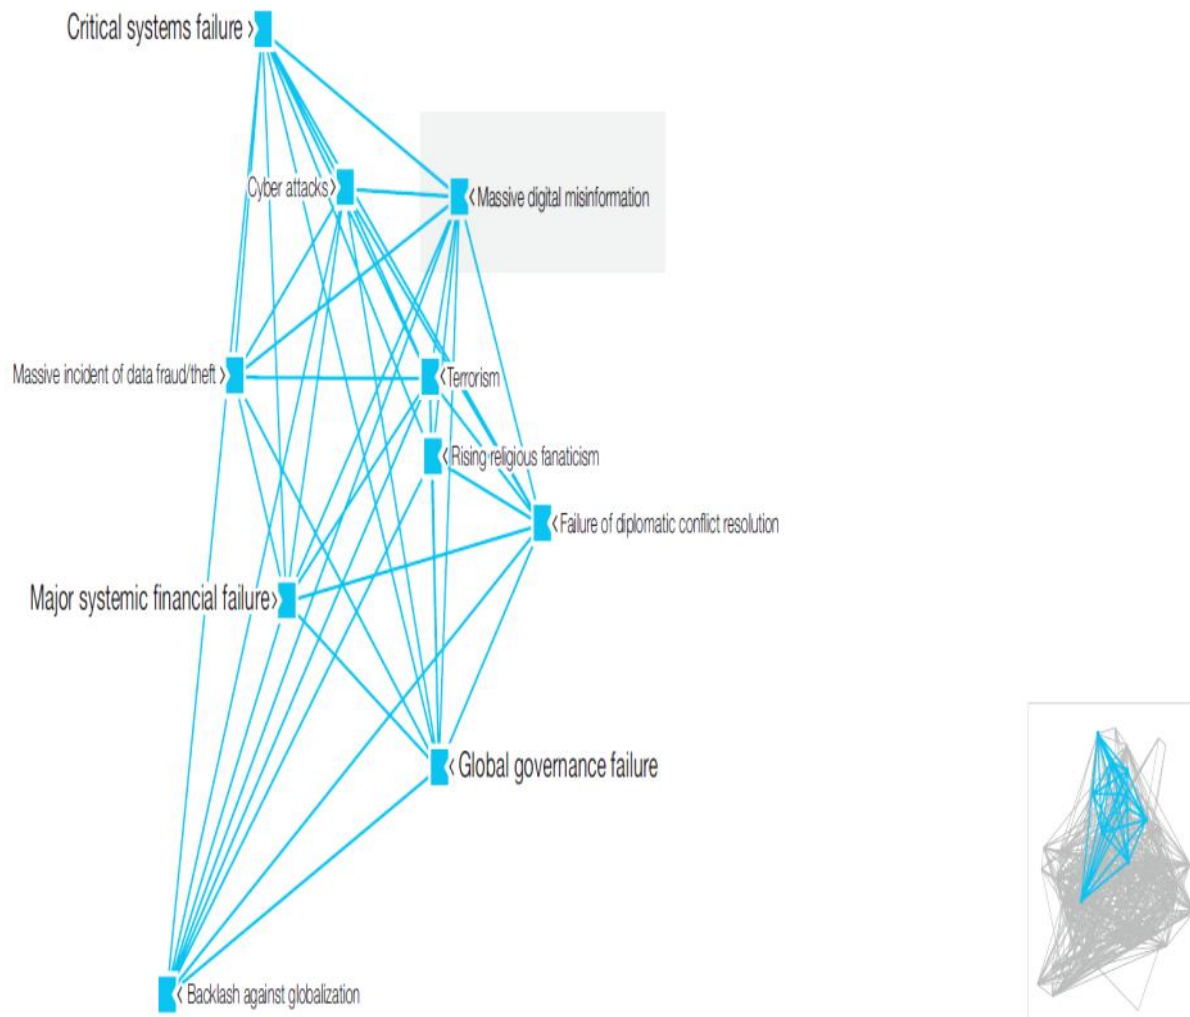 Critical systems failure >
Cyber attacks >
< Massive digital misinformation
Massive incident of data fraud/theft >
< Terrorism
< Rising religious fanaticism
< Failure of diplomatic conflict resolution
Major systemic financial failure >
< Global governance failure
< Backlash against globalization